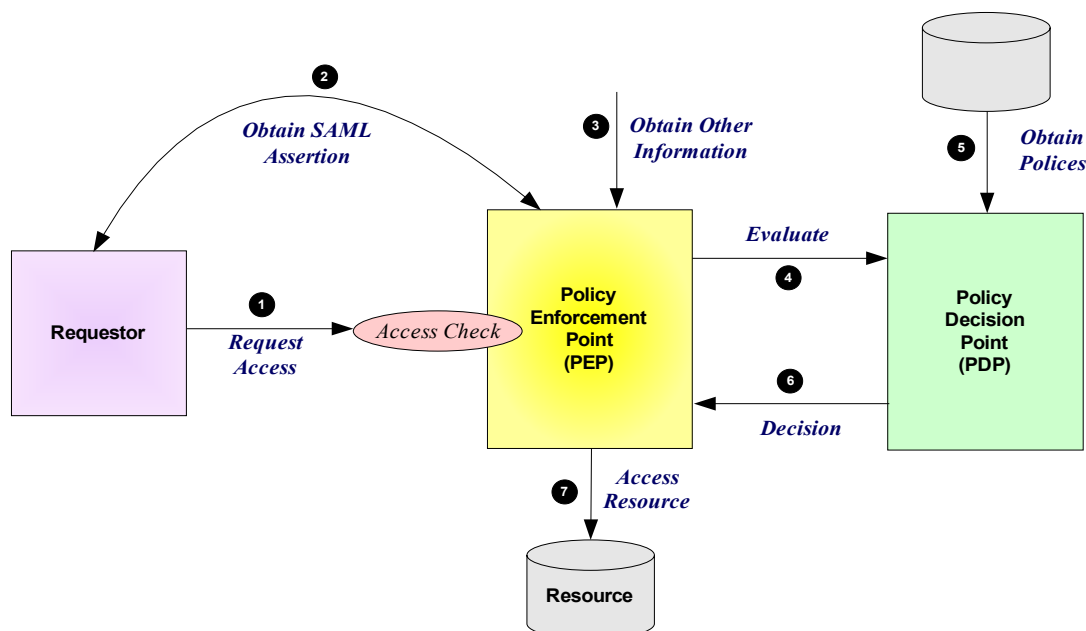 2
Obtain SAML
Assertion
3
Obtain Other
Information
5
Obtain
Polices
Requestor
1
Request
Access
Access Check
Policy
Enforcement
Point
(PEP)
Evaluate
4
6
Decision
Policy
Decision
Point
(PDP)
7
Access
Resource
Resource